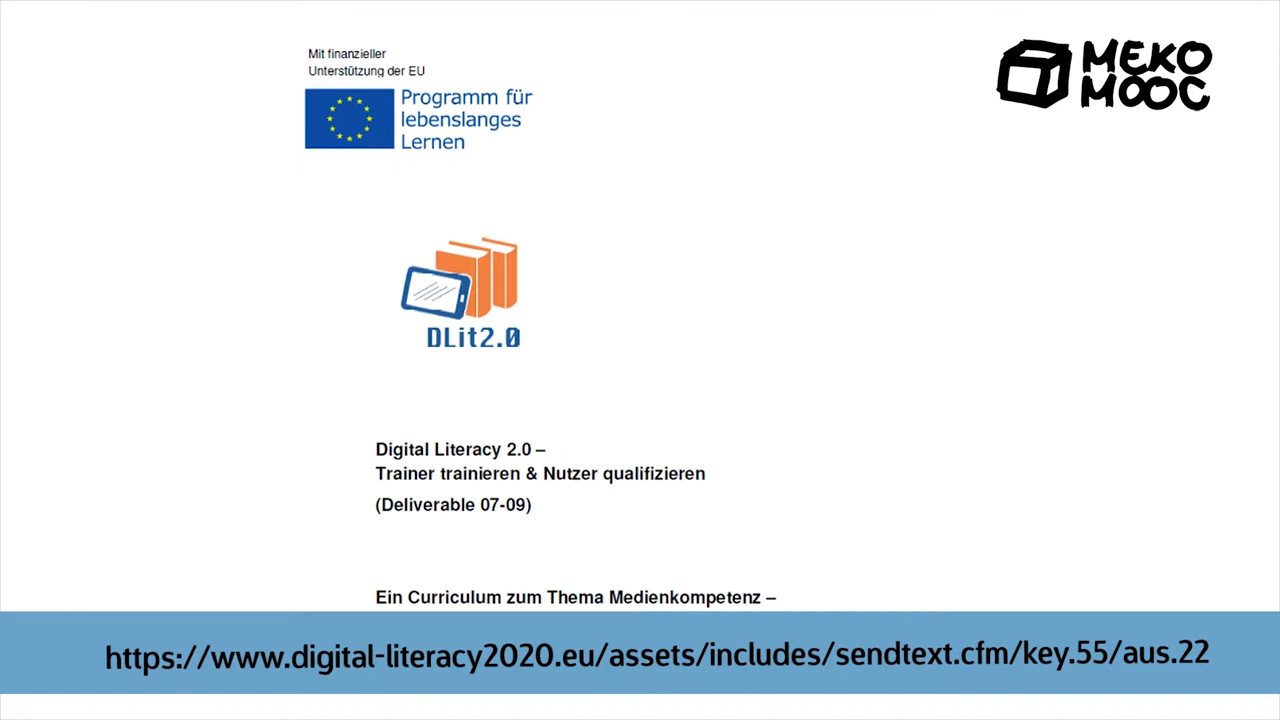 Mit finanzieller
Unterstützung der EU
Programm für
lebenslanges
Lernen
MEKO
MOOC
DLit2.0
Digital Literacy 2.0 –
Trainer trainieren & Nutzer qualifizieren
(Deliverable 07-09)
Ein Curriculum zum Thema Medienkompetenz –
https://www.digital-literacy2020.eu/assets/includes/sendtext.cfm/key.55/aus.22